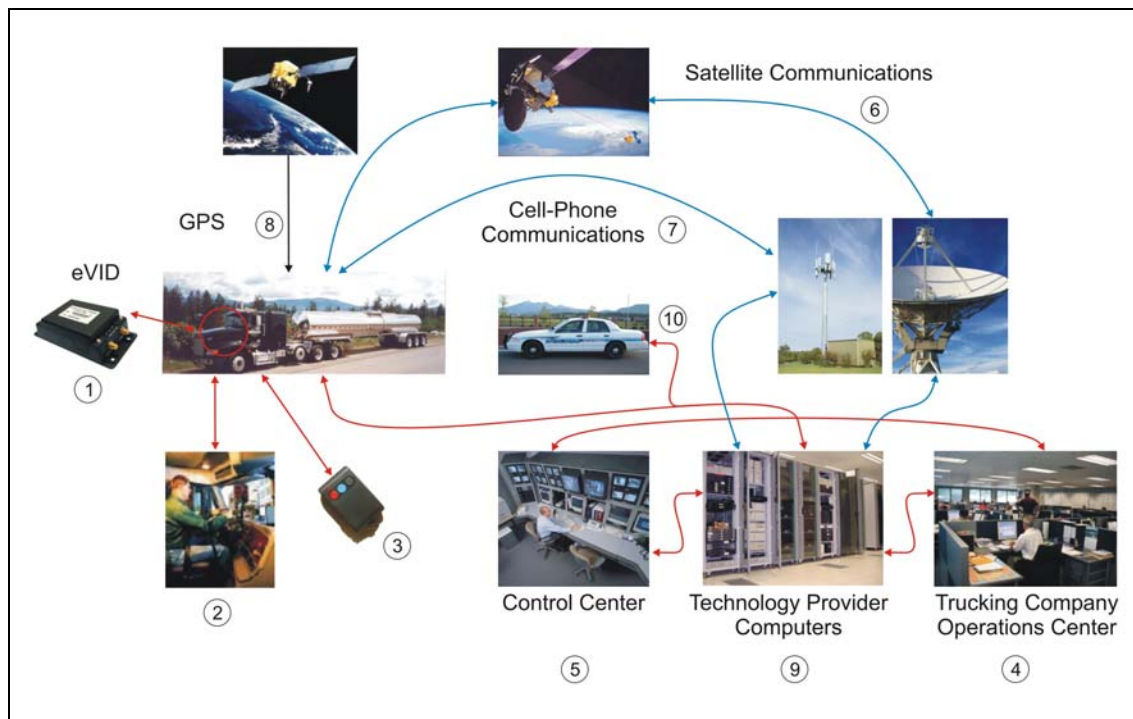 Satellite Communications
6
GPS
8
Cell-Phone
Communications
7
eVID
10
1
2
3
Control Center
Technology Provider
Computers
Trucking Company
Operations Center
5
9
4